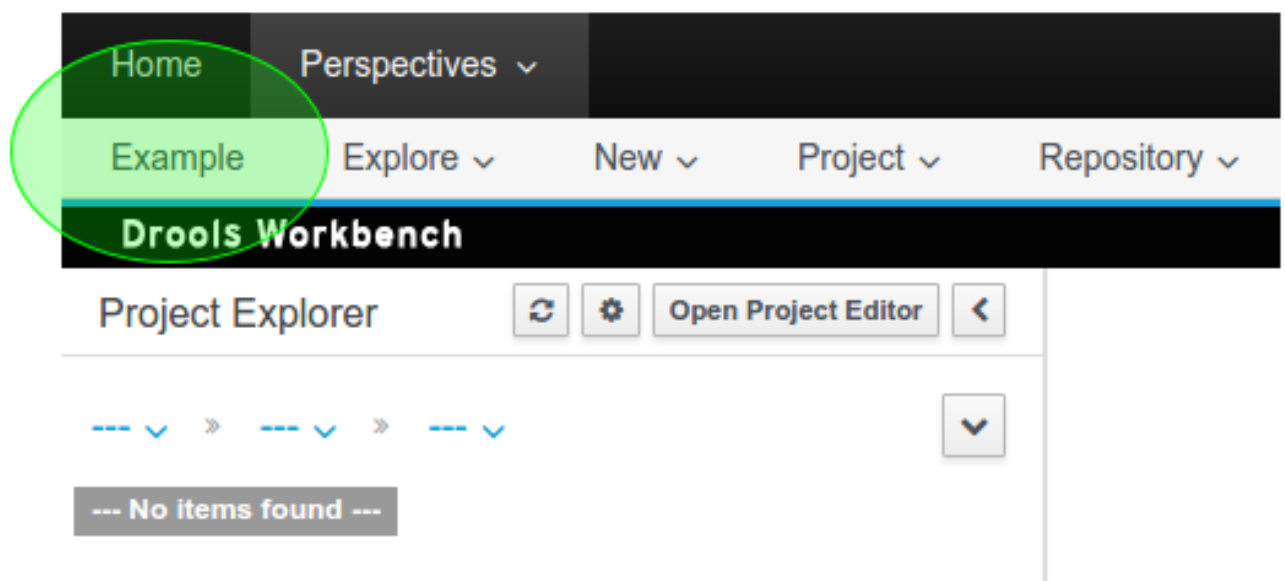 Home Perspectives
Example Explore New Project Repository
Drools Workbench
Project Explorer Open Project Editor
--- » --- » ---
--- No items found ---